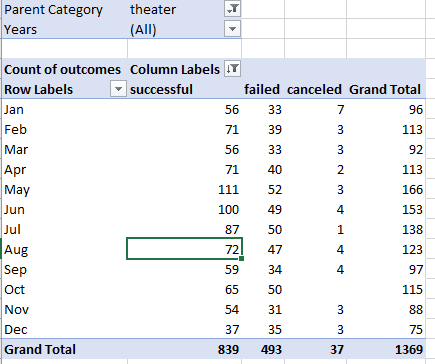 Parent Category theater
Years (All)
Count of outcomes Column Labels
Row Labels successful failed canceled Grand Total
Jan 56 33 7 96
Feb 71 39 3 113
Mar 56 33 3 92
Apr 71 40 2 113
May 111 52 3 166
Jun 100 49 4 153
Jul 87 50 1 138
Aug 72 47 4 123
Sep 59 34 4 97
Oct 65 50 115
Nov 54 31 3 88
Dec 37 35 3 75
Grand Total 839 493 37 1369